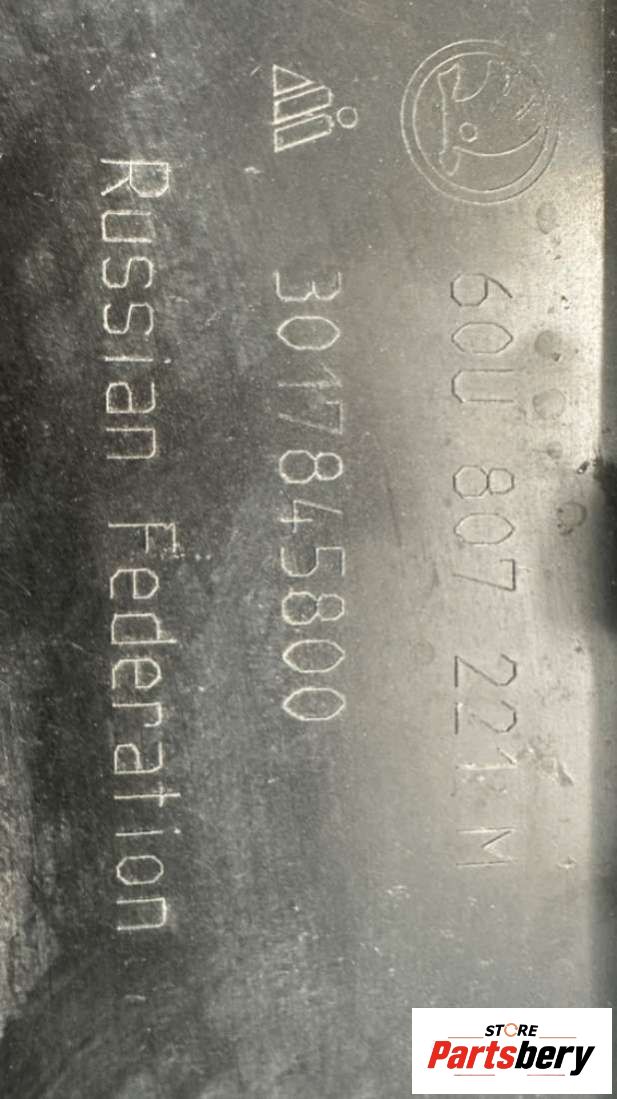 60U 807 221 M
3017845800
Russian Federation
STORE
Partsbery